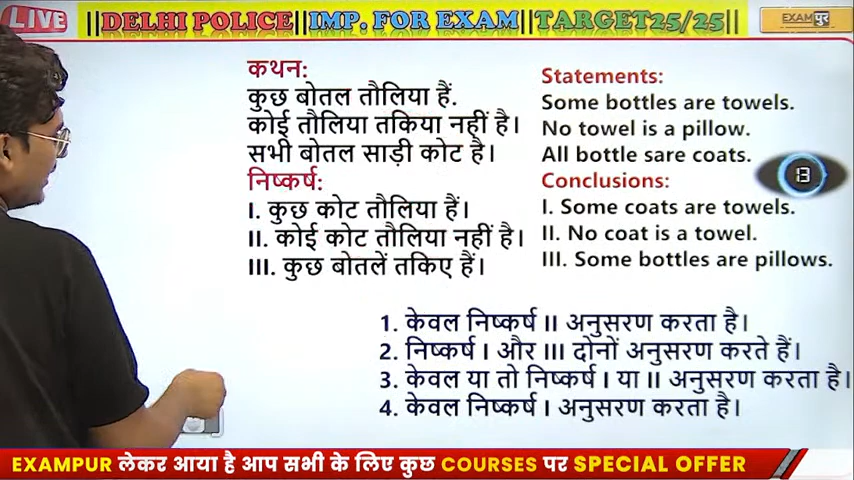 LIVE
||DELHI POLICE||IMP. FOR EXAM||TARGET25/25||
EXAMपुर
कथन:
कुछ बोतल तौलिया हैं.
कोई तौलिया तकिया नहीं है।
सभी बोतल साड़ी कोट है।
निष्कर्ष:
I. कुछ कोट तौलिया हैं।
II. कोई कोट तौलिया नहीं है।
III. कुछ बोतलें तकिए हैं।
Statements:
Some bottles are towels.
No towel is a pillow.
All bottle sare coats.
Conclusions:
I. Some coats are towels.
II. No coat is a towel.
III. Some bottles are pillows.
13
1. केवल निष्कर्ष II अनुसरण करता है।
2. निष्कर्ष I और III दोनों अनुसरण करते हैं।
3. केवल या तो निष्कर्ष I या II अनुसरण करता है।
4. केवल निष्कर्ष I अनुसरण करता है।
EXAMPUR लेकर आया है आप सभी के लिए कुछ COURSES पर SPECIAL OFFER